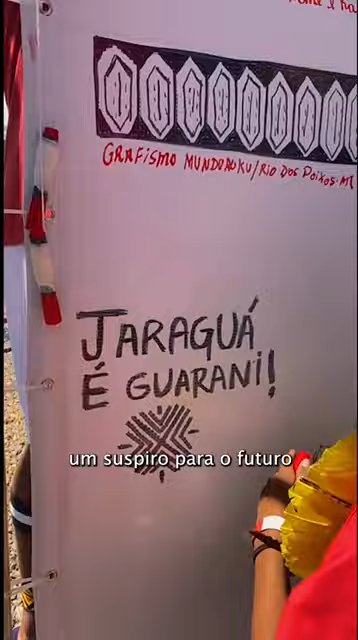 GRAFISMO MUNDURUKU/RIO DOS PEIXES-MT
JARAGUÁ
É GUARANI!
um suspiro para o futuro